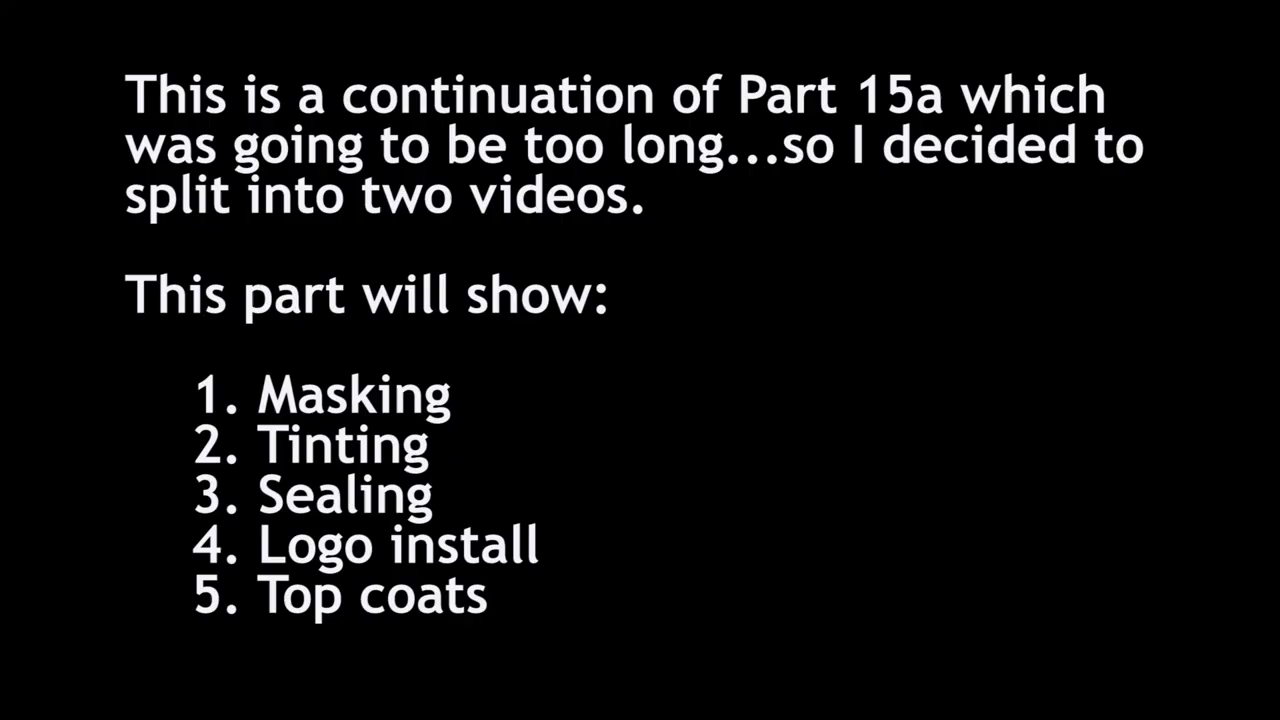 This is a continuation of Part 15a which
was going to be too long...so I decided to
split into two videos.
This part will show:
1. Masking
2. Tinting
3. Sealing
4. Logo install
5. Top coats